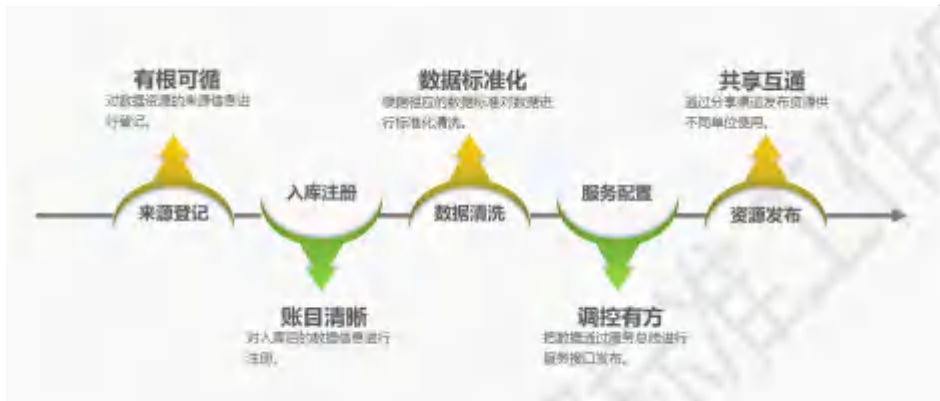 有根可循
对数据资源的来源信息进
行登记。
来源登记
入库注册
账目清晰
对入库后的数据信息进行
注册。
数据标准化
根据相应的数据标准对数据进
行标准化清洗。
数据清洗
服务配置
调控有方
把数据通过服务总线进行
服务接口发布。
共享互通
通过分享渠道发布资源供
不同单位使用。
资源发布